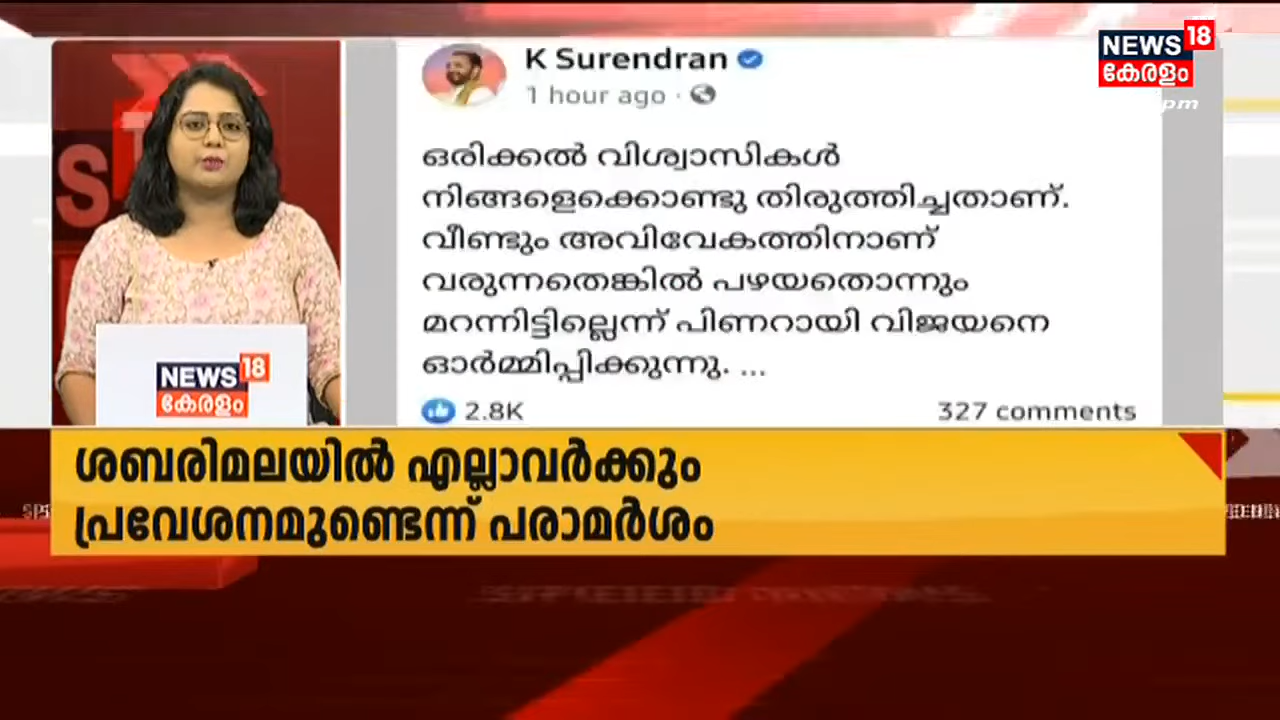 NEWS 18
കേരളം
pm
K Surendran
1 hour ago ·
ഒരിക്കൽ വിശ്വാസികൾ
നിങ്ങളെക്കൊണ്ടു തിരുത്തിച്ചതാണ്.
വീണ്ടും അവിവേകത്തിനാണ്
വരുന്നതെങ്കിൽ പഴയതൊന്നും
മറന്നിട്ടില്ലെന്ന് പിണറായി വിജയനെ
ഓർമ്മിപ്പിക്കുന്നു. ...
2.8K
327 comments
NEWS 18
കേരളം
ശബരിമലയിൽ എല്ലാവർക്കും
പ്രവേശനമുണ്ടെന്ന് പരാമർശം